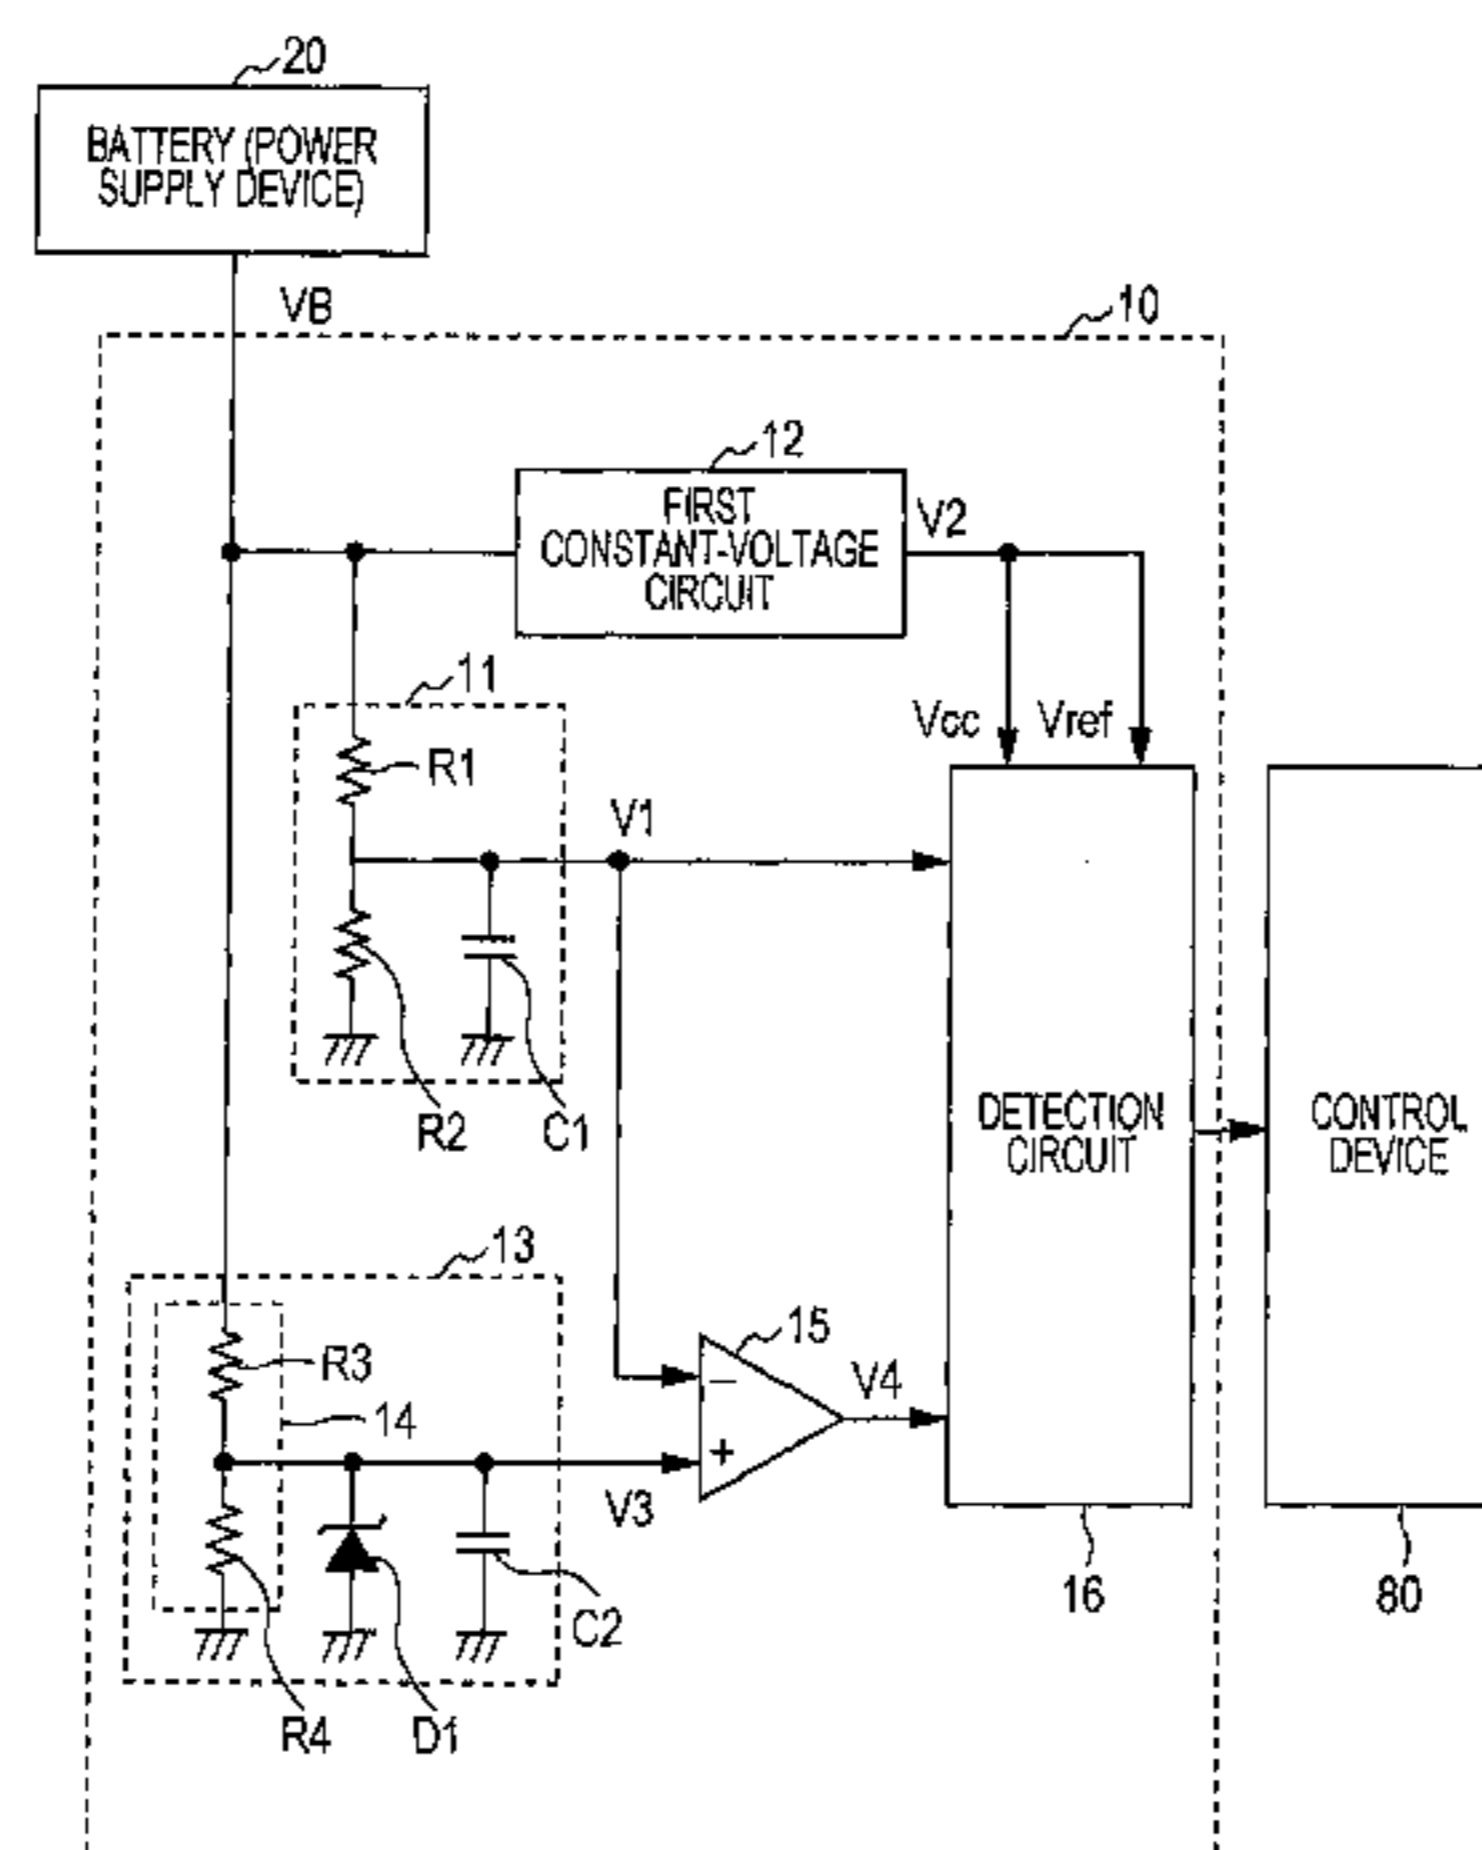 20
BATTERY (POWER
SUPPLY DEVICE)
VB
10
12
FIRST
CONSTANT-VOLTAGE
CIRCUIT
V2
11
Vcc
Vref
R1
V1
R2
C1
DETECTION
CIRCUIT
CONTROL
DEVICE
13
15
R3
14
−
V4
+
V3
16
80
C2
R4
D1